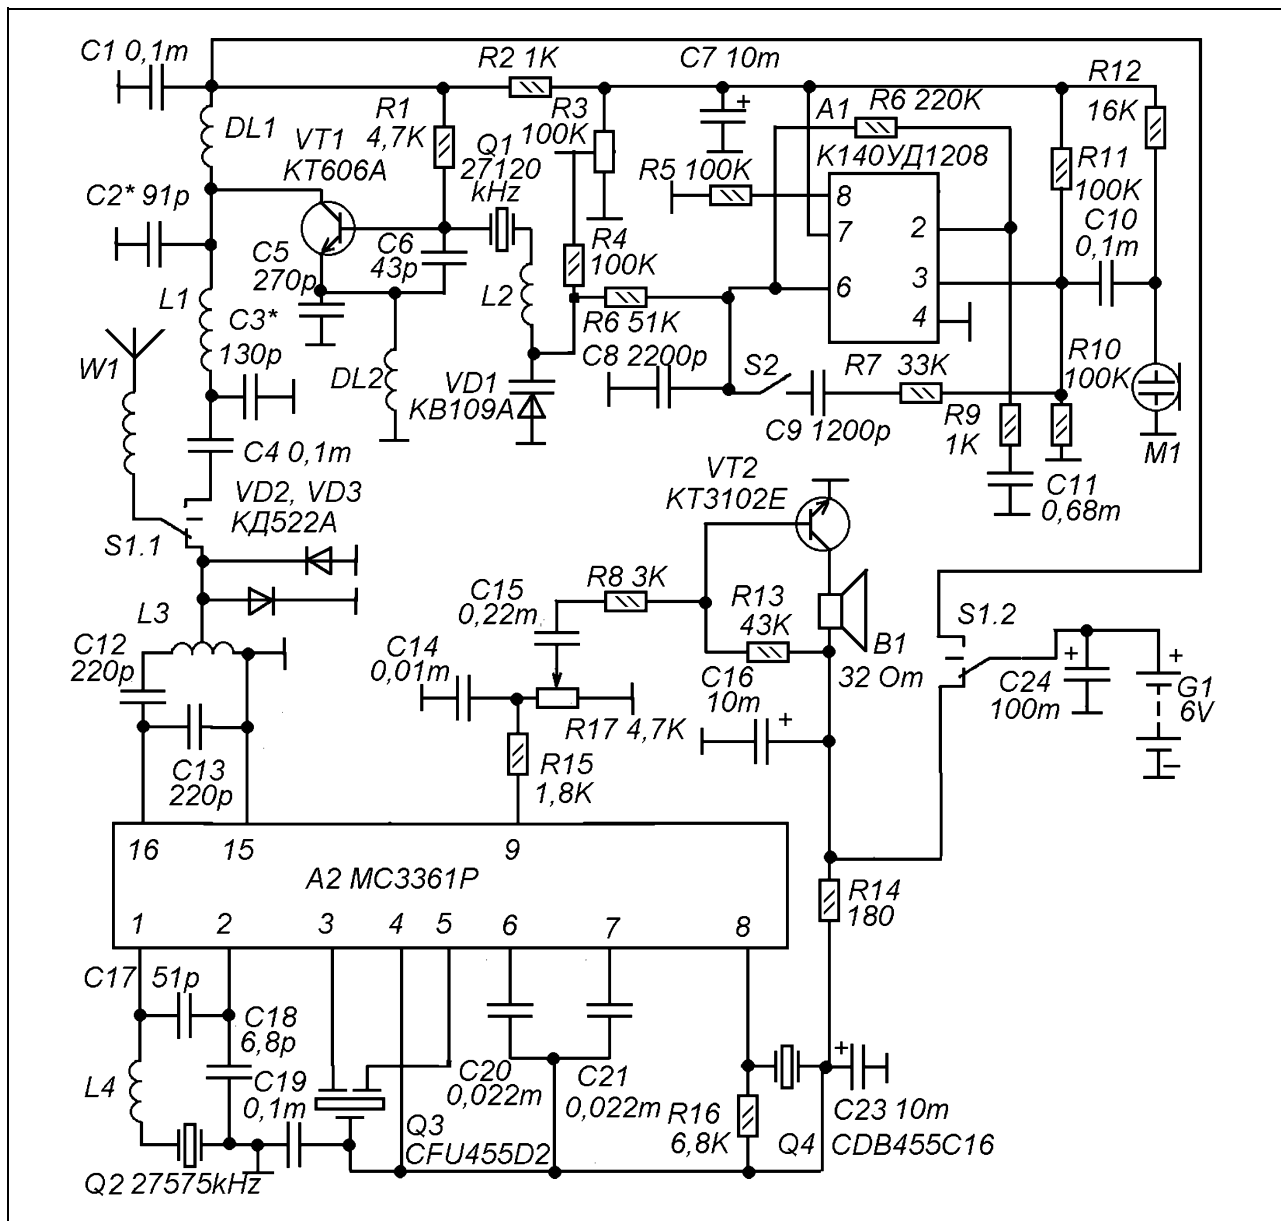 C1 0,1m
R2 1K
C7 10m
R12
16K
R1
4,7K
DL1
VT1
KT606A
Q1
27120
kHz
R3
100K
A1
R6 220K
К140УД1208
R5 100K
R11
100K
C2* 91p
8
7
6
2
3
4
C10
0,1m
C5
270p
C6
43p
R4
100K
L1
L2
C3*
130p
R6 51K
C8 2200p
S2
R7 33K
R10
100K
W1
DL2
VD1
KB109A
C9 1200p
R9
1K
M1
C4 0,1m
VD2, VD3
КД522А
VT2
KT3102E
C11
0,68m
S1.1
R8 3K
C15
0,22m
R13
43K
S1.2
L3
C12
220p
C14
0,01m
C16
10m
B1
32 Om
C24
100m
G1
6V
R17 4,7K
C13
220p
R15
1,8K
16
15
9
A2 MC3361P
1
2
3
4
5
6
7
8
R14
180
C17 51p
C18
6,8p
L4
C19
0,1m
C20
0,022m
C21
0,022m
Q3
CFU455D2
R16
6,8K
Q4
C23 10m
CDB455C16
Q2 27575kHz